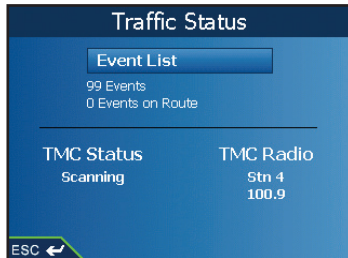 Traffic Status
Event List
99 Events
0 Events on Route
TMC Status
Scanning
TMC Radio
Stn 4
100.9
ESC